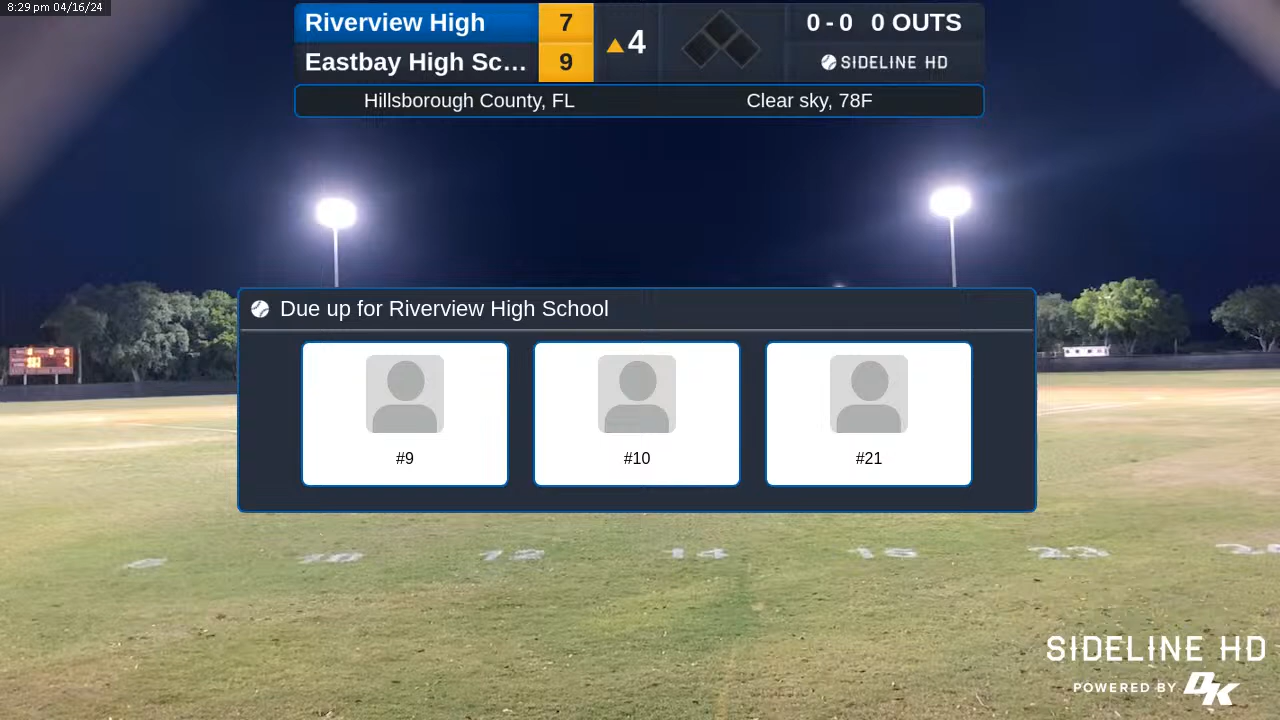 8:29 pm 04/16/24
Riverview High 7
Eastbay High Sc… 9
▲4
0 - 0 0 OUTS
SIDELINE HD
Hillsborough County, FL Clear sky, 78F
Due up for Riverview High School
#9 #10 #21
14
SIDELINE HD
POWERED BY DK